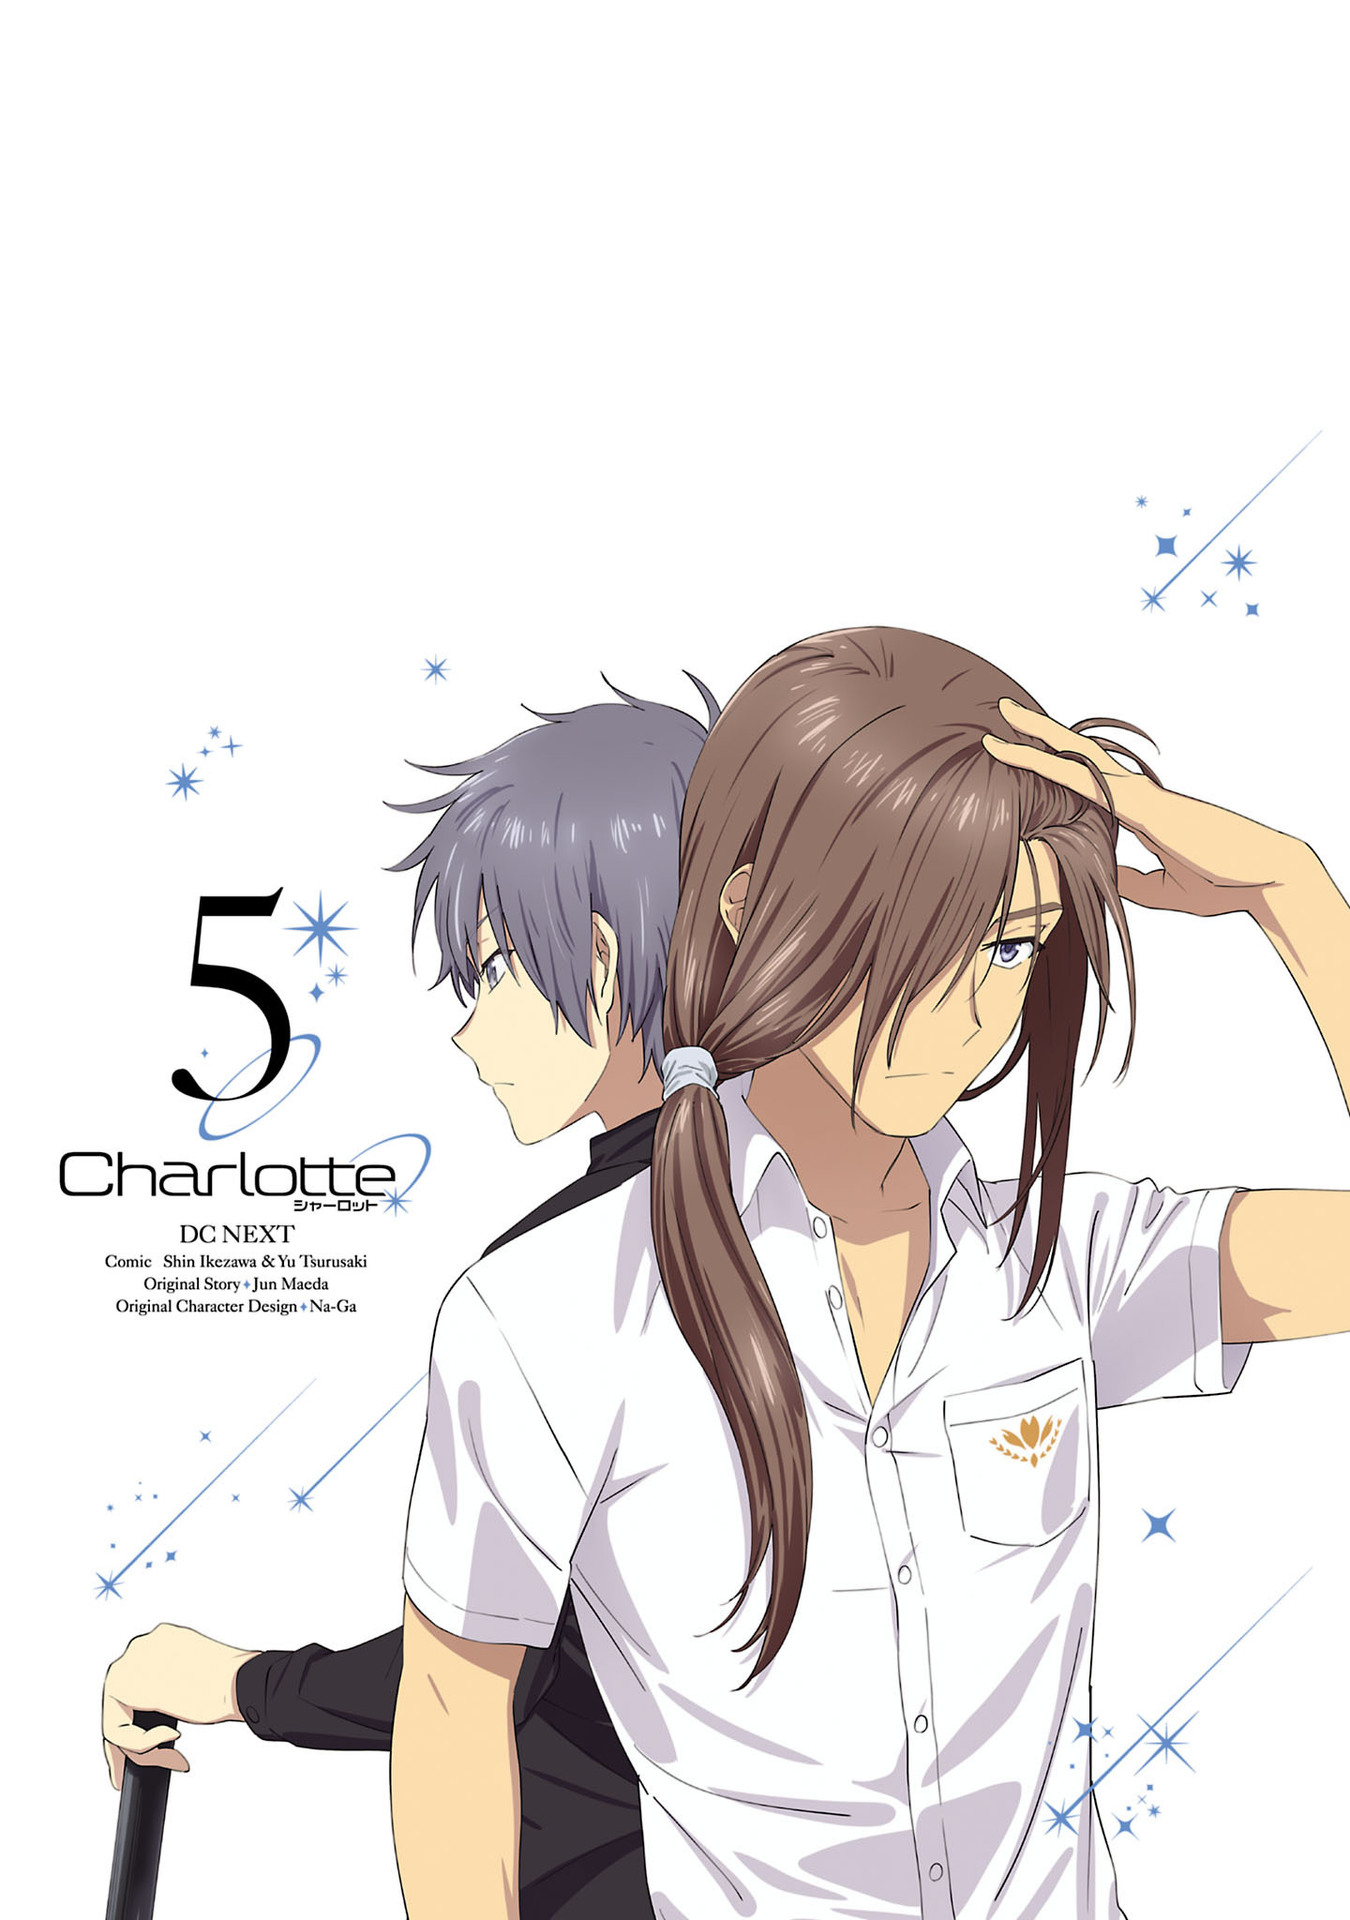 5
Charlotte
シャーロット
DC NEXT
Comic Shin Ikezawa & Yu Tsurusaki
Original Story✦Jun Maeda
Original Character Design✦Na-Ga